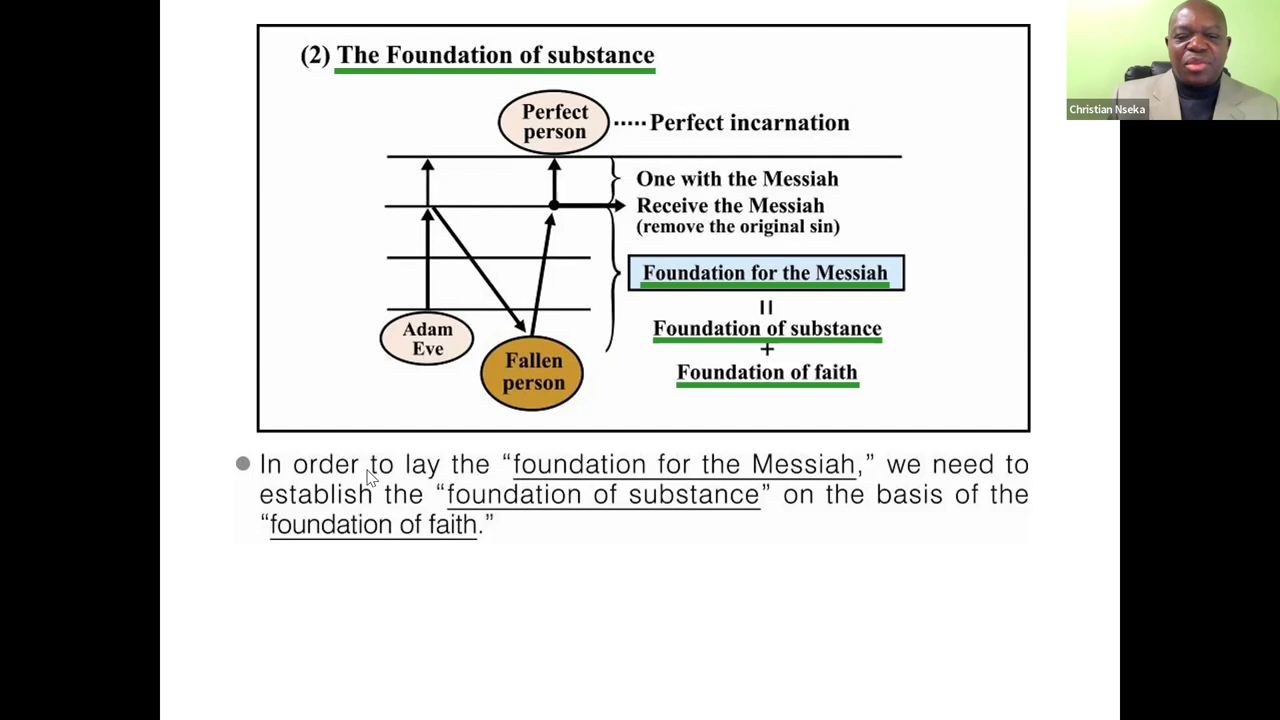 (2) The Foundation of substance
Perfect
person
····· Perfect incarnation
One with the Messiah
Receive the Messiah
(remove the original sin)
Foundation for the Messiah
=
Foundation of substance
+
Foundation of faith
Adam
Eve
Fallen
person
Christian Nseka
● In order to lay the “foundation for the Messiah,” we need to
establish the “foundation of substance” on the basis of the
“foundation of faith.”